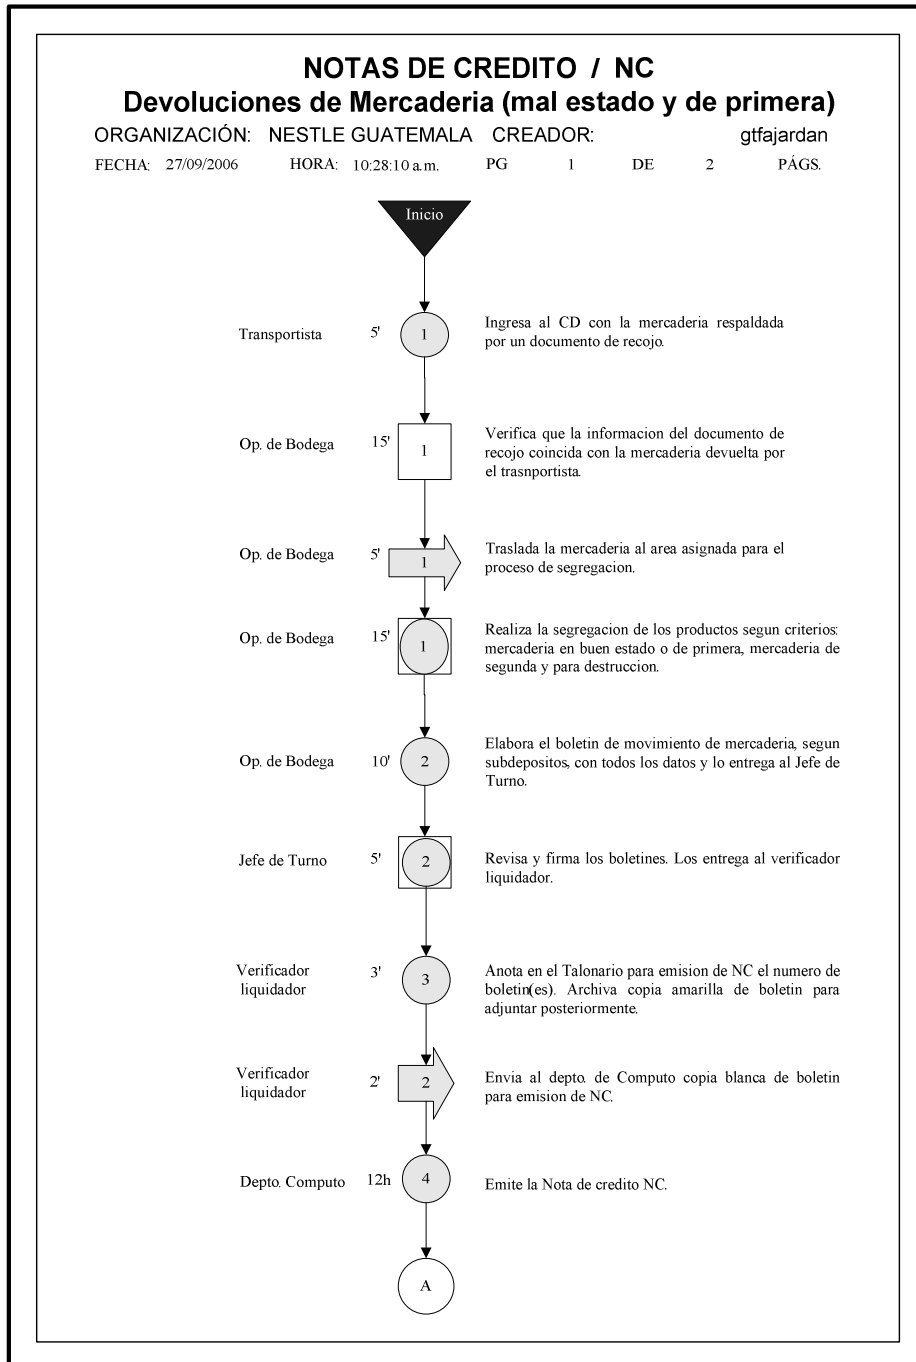 NOTAS DE CREDITO / NC
Devoluciones de Mercaderia (mal estado y de primera)
ORGANIZACIÓN: NESTLE GUATEMALA CREADOR: gtfajardan
FECHA: 27/09/2006 HORA: 10:28:10 a.m. PG 1 DE 2 PÁGS.
Inicio
Transportista 5' 1
Ingresa al CD con la mercaderia respaldada
por un documento de recojo.
Op. de Bodega 15' 1
Verifica que la informacion del documento de
recojo coincida con la mercaderia devuelta por
el trasnportista.
Op. de Bodega 5' 1
Traslada la mercaderia al area asignada para el
proceso de segregacion.
Op. de Bodega 15' 1
Realiza la segregacion de los productos segun criterios:
mercaderia en buen estado o de primera, mercaderia de
segunda y para destruccion.
Op. de Bodega 10' 2
Elabora el boletin de movimiento de mercaderia, segun
subdepositos, con todos los datos y lo entrega al Jefe de
Turno.
Jefe de Turno 5' 2
Revisa y firma los boletines. Los entrega al verificador
liquidador.
Verificador
liquidador
3' 3
Anota en el Talonario para emision de NC el numero de
boletin(es). Archiva copia amarilla de boletin para
adjuntar posteriormente.
Verificador
liquidador
2' 2
Envia al depto. de Computo copia blanca de boletin
para emision de NC.
Depto. Computo 12h 4
Emite la Nota de credito NC.
A